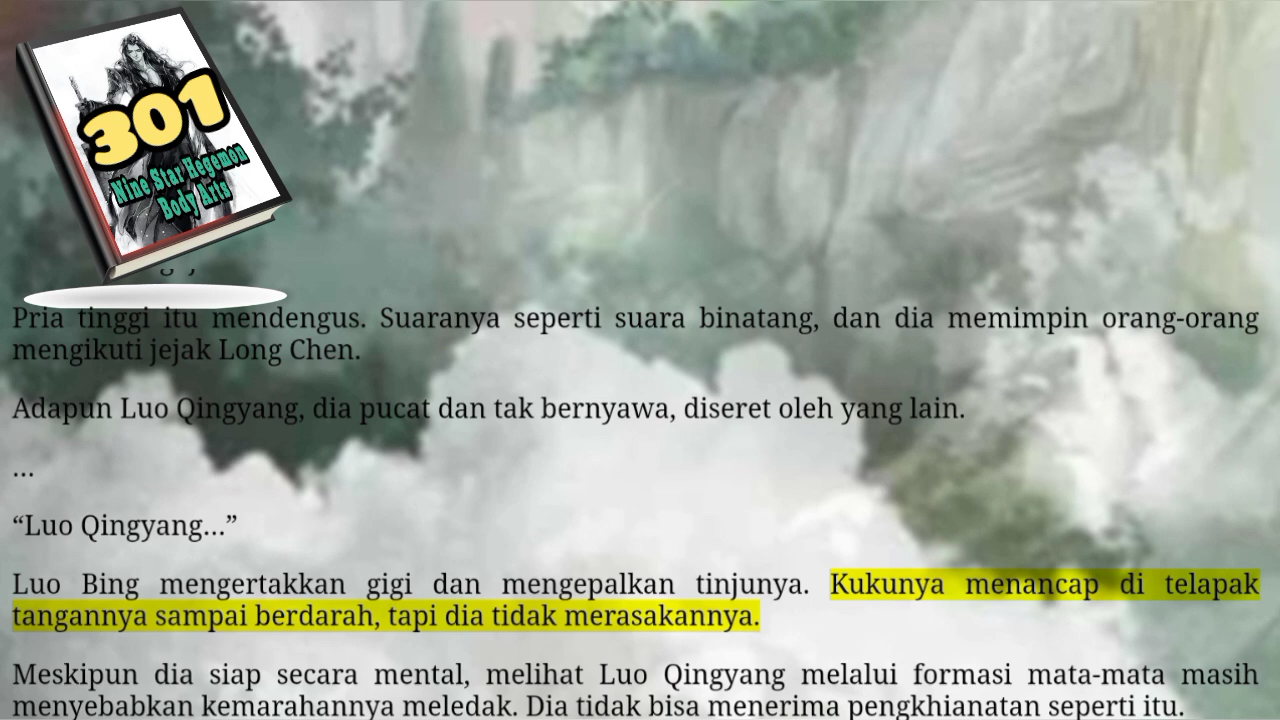 301
Nine Star Hegemon
Body Arts
Pria tinggi itu mendengus. Suaranya seperti suara binatang, dan dia memimpin orang-orang
mengikuti jejak Long Chen.
Adapun Luo Qingyang, dia pucat dan tak bernyawa, diseret oleh yang lain.
…
“Luo Qingyang…”
Luo Bing mengertakkan gigi dan mengepalkan tinjunya. Kukunya menancap di telapak
tangannya sampai berdarah, tapi dia tidak merasakannya.
Meskipun dia siap secara mental, melihat Luo Qingyang melalui formasi mata-mata masih
menyebabkan kemarahannya meledak. Dia tidak bisa menerima pengkhianatan seperti itu.